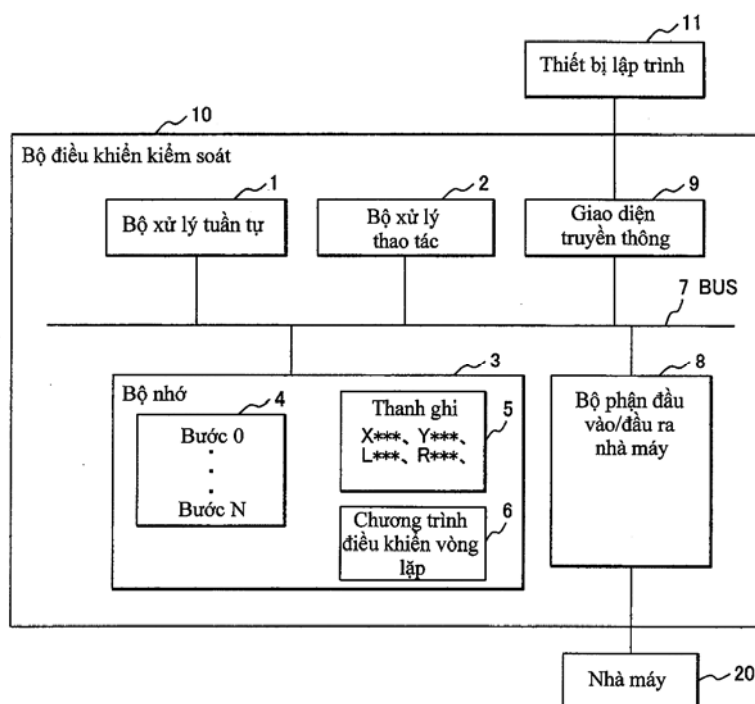 11
Thiết bị lập trình
10
Bộ điều khiển kiểm soát
1
Bộ xử lý tuần tự
2
Bộ xử lý
thao tác
9
Giao diện
truyền thông
7 BUS
3
Bộ nhớ
4
Bước 0
Bước N
Thanh ghi
X***、Y***、
L***、R***、
5
6
Chương trình
điều khiển vòng
lặp
8
Bộ phận đầu
vào/đầu ra
nhà máy
Nhà máy
20